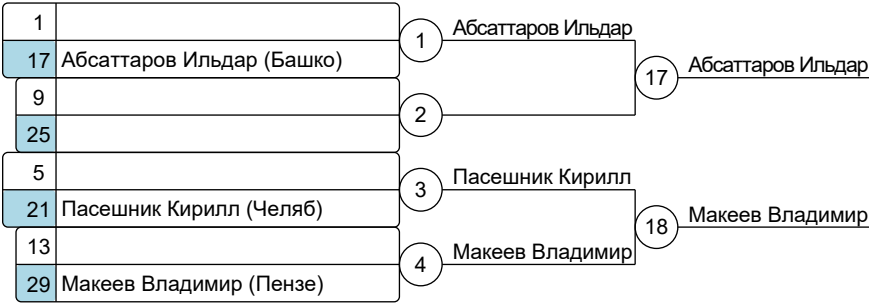 1
17 Абсаттаров Ильдар (Башко)
1
Абсаттаров Ильдар
9
25
2
17
Абсаттаров Ильдар
5
21 Пасешник Кирилл (Челяб)
3
Пасешник Кирилл
13
29 Макеев Владимир (Пензе)
4
Макеев Владимир
18
Макеев Владимир